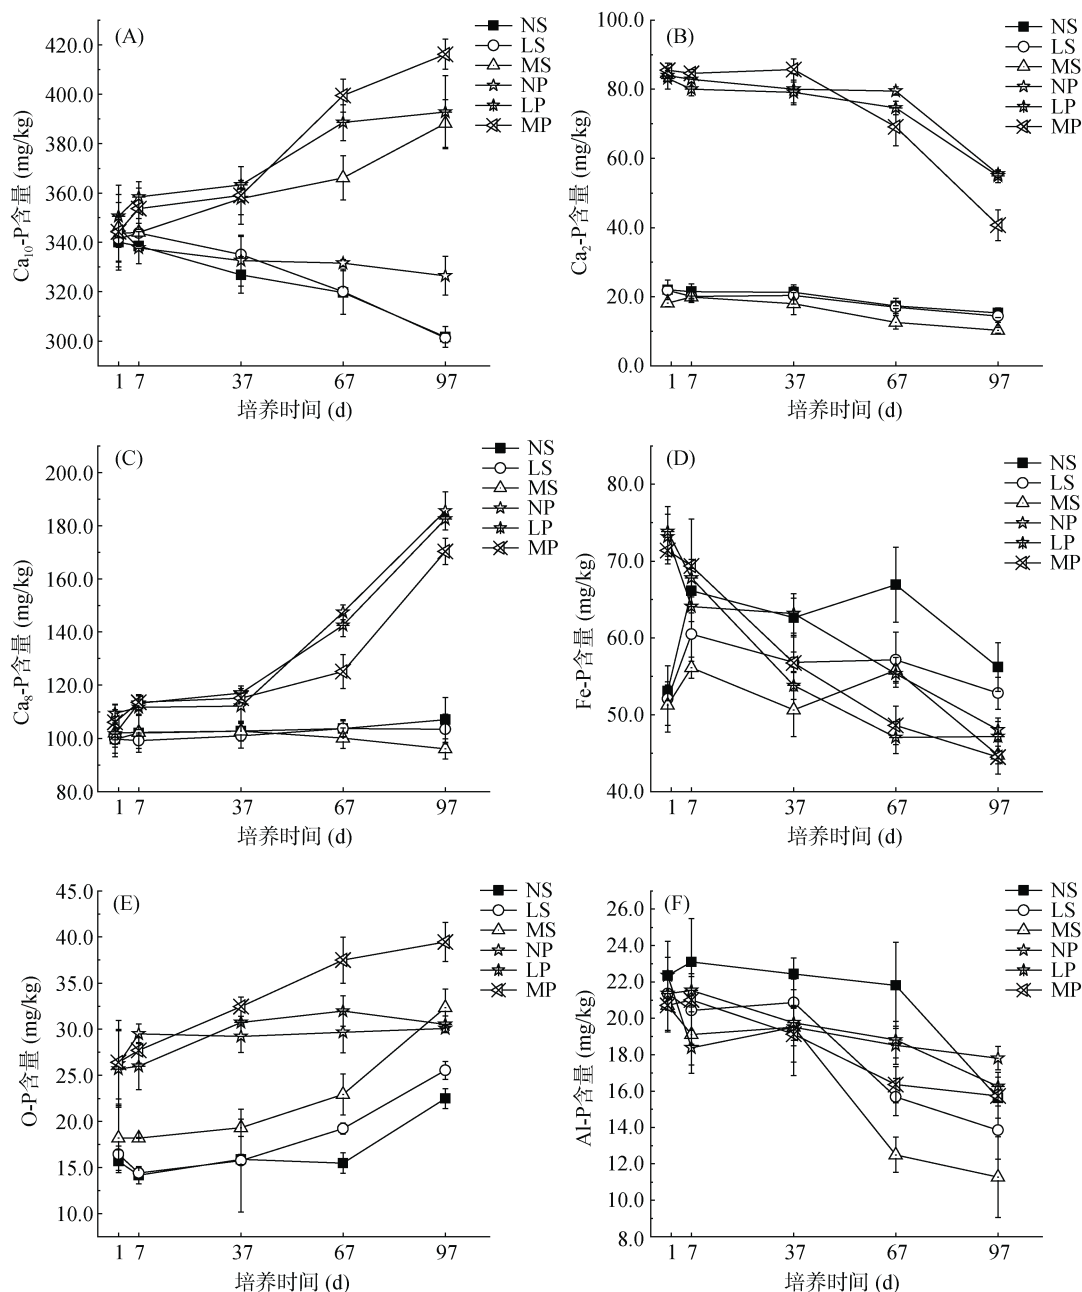 (A)
420.0
400.0
380.0
360.0
340.0
320.0
300.0
Ca10-P含量 (mg/kg)
1 7 37 67 97
培养时间 (d)
NS
LS
MS
NP
LP
MP
(B)
100.0
80.0
60.0
40.0
20.0
0.0
Ca2-P含量 (mg/kg)
1 7 37 67 97
培养时间 (d)
NS
LS
MS
NP
LP
MP
(C)
200.0
180.0
160.0
140.0
120.0
100.0
80.0
Ca8-P含量 (mg/kg)
1 7 37 67 97
培养时间 (d)
NS
LS
MS
NP
LP
MP
(D)
80.0
70.0
60.0
50.0
40.0
Fe-P含量 (mg/kg)
1 7 37 67 97
培养时间 (d)
NS
LS
MS
NP
LP
MP
(E)
45.0
40.0
35.0
30.0
25.0
20.0
15.0
10.0
O-P含量 (mg/kg)
1 7 37 67 97
培养时间 (d)
NS
LS
MS
NP
LP
MP
(F)
26.0
24.0
22.0
20.0
18.0
16.0
14.0
12.0
10.0
8.0
Al-P含量 (mg/kg)
1 7 37 67 97
培养时间 (d)
NS
LS
MS
NP
LP
MP